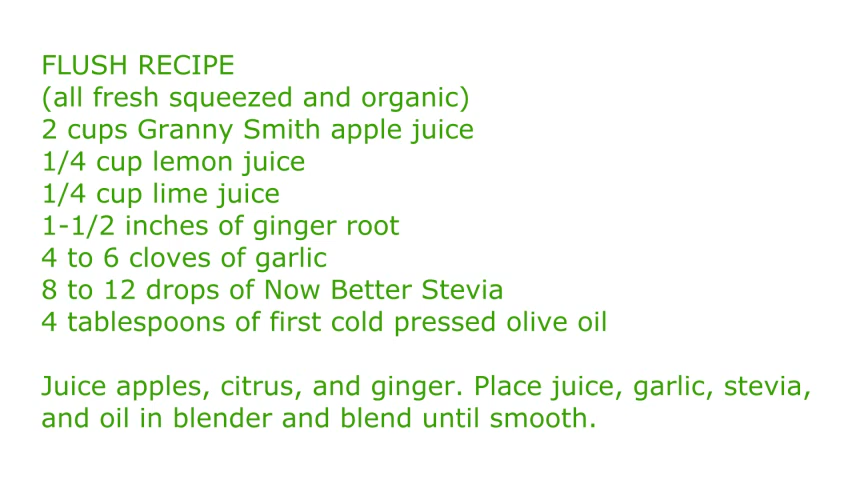 FLUSH RECIPE
(all fresh squeezed and organic)
2 cups Granny Smith apple juice
1/4 cup lemon juice
1/4 cup lime juice
1-1/2 inches of ginger root
4 to 6 cloves of garlic
8 to 12 drops of Now Better Stevia
4 tablespoons of first cold pressed olive oil
Juice apples, citrus, and ginger. Place juice, garlic, stevia,
and oil in blender and blend until smooth.